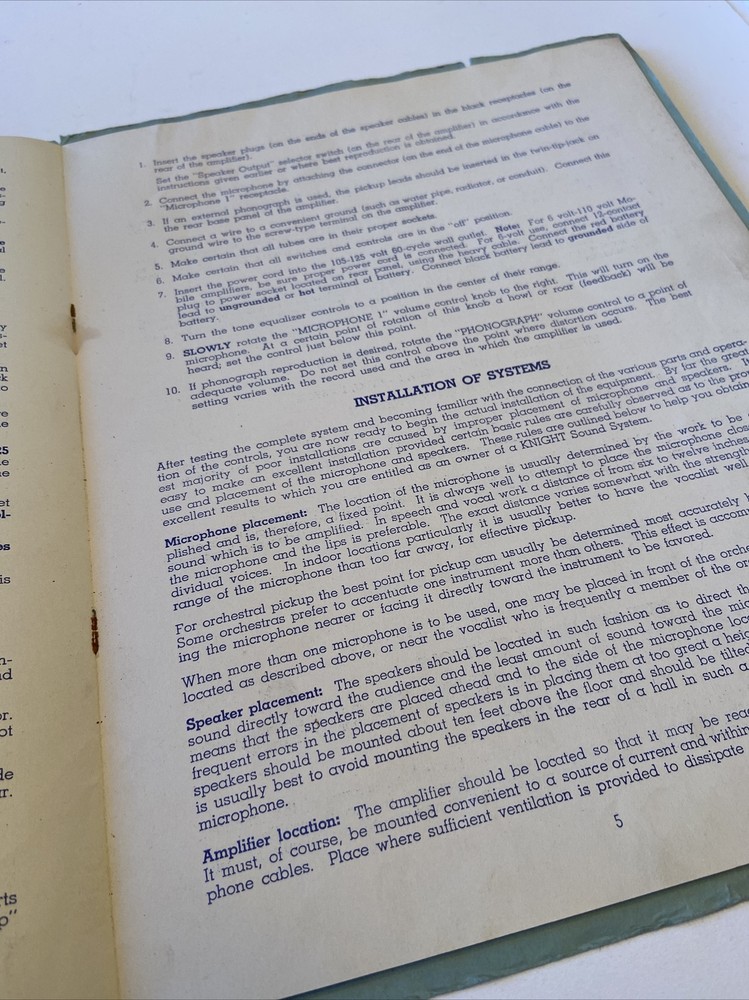 t,
e
y
-
et
k
o
e
e
25
e
e
et
ol-
es
is
n-
nd
or.
ot
de
r.
rts
p"
1. Insert the speaker plugs (on the ends of the speaker cables) in the black receptacles (on the
rear of the amplifier).
Set the "Speaker Output" selector switch (on the rear of the amplifier) in accordance with the
instructions given earlier or where best reproduction is obtained.
2. Connect the microphone by attaching the connector (on the end of the microphone cable) to the
"Microphone 1" receptacle.
3. If an external phonograph is used, the pickup leads should be inserted in the twin-tip-jack on
the rear base panel of the amplifier.
4. Connect a wire to a convenient ground (such as water pipe, radiator, or conduit). Connect this
ground wire to the screw-type terminal on the amplifier.
5. Make certain that all tubes are in their proper sockets.
6. Make certain that all switches and controls are in the "off" position.
7. Insert the power cord into the 105-125 volt 60-cycle wall outlet. Note: For 6 volt-110 volt Mo-
bile amplifiers, be sure proper power cord is connected. For 6-volt use, connect 12-contact
plug to power socket located on rear panel, using the heavy cable. Connect the red battery
lead to ungrounded or hot terminal of battery. Connect black battery lead to grounded side of
battery.
8. Turn the tone equalizer controls to a position in the center of their range.
9. SLOWLY rotate the "MICROPHONE 1" volume control knob to the right. This will turn on the
microphone. At a certain point of rotation of this knob a howl or roar (feedback) will be
heard; set the control just below this point.
10. If phonograph reproduction is desired, rotate the "PHONOGRAPH" volume control to a point of
adequate volume. Do not set this control above the point where distortion occurs. The best
setting varies with the record used and the area in which the amplifier is used.
INSTALLATION OF SYSTEMS
After testing the complete system and becoming familiar with the connection of the various parts and opera-
tion of the controls, you are now ready to begin the actual installation of the equipment. By far the great
est majority of poor installations are caused by improper placement of microphone and speakers.
easy to make an excellent installation provided certain basic rules are carefully observed as to the
use and placement of the microphone and speakers. These rules are outlined below to help you obtain
excellent results to which you are entitled as an owner of a KNIGHT Sound System.
Microphone placement: The location of the microphone is usually determined by the work to be
plished and is, therefore, a fixed point. It is always well to attempt to place the microphone clos
sound which is to be amplified. In speech and vocal work a distance of from six to twelve inches
the microphone and the lips is preferable. The exact distance varies somewhat with the strength
dividual voices. In indoor locations particularly it is usually better to have the vocalist well
range of the microphone than too far away, for effective pickup.
For orchestral pickup the best point for pickup can usually be determined most accurately
Some orchestras prefer to accentuate one instrument more than others. This effect is accom
ing the microphone nearer or facing it directly toward the instrument to be favored.
When more than one microphone is to be used, one may be placed in front of the orche
located as described above, or near the vocalist who is frequently a member of the or
Speaker placement: The speakers should be located in such fashion as to direct th
sound directly toward the audience and the least amount of sound toward the mi
means that the speakers are placed ahead and to the side of the microphone loc
frequent errors in the placement of speakers is in placing them at too great a hei
speakers should be mounted about ten feet above the floor and should be tilted
is usually best to avoid mounting the speakers in the rear of a hall in such a
microphone.
Amplifier location: The amplifier should be located so that it may be rea
It must, of course, be mounted convenient to a source of current and within
phone cables. Place where sufficient ventilation is provided to dissipate
5